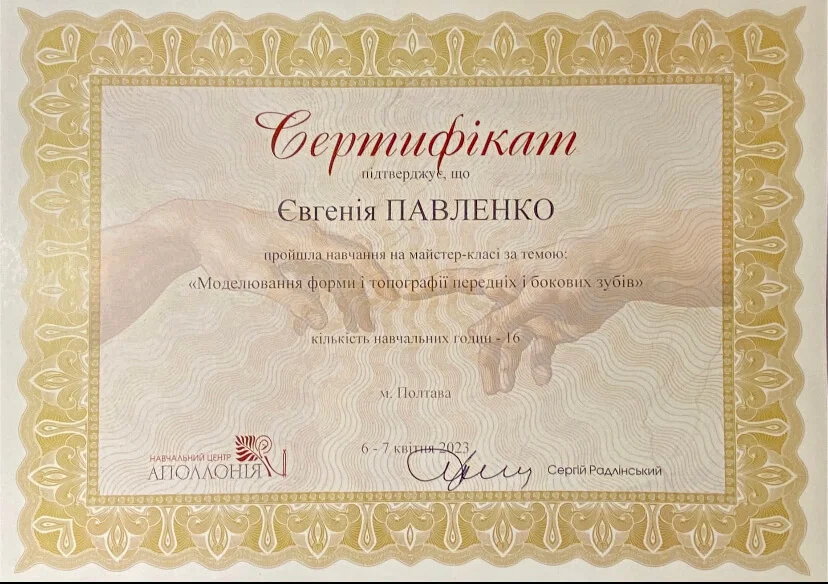 Сертифікат
підтверджує, що
Євгенія ПАВЛЕНКО
пройшла навчання на майстер-класі за темою:
«Моделювання форми і топографії передніх і бокових зубів»
кількість навчальних годин - 16
м. Полтава
6 - 7 квітня 2023
НАВЧАЛЬНИЙ ЦЕНТР
АПОЛЛОНІЯ
Сергій Радлінський